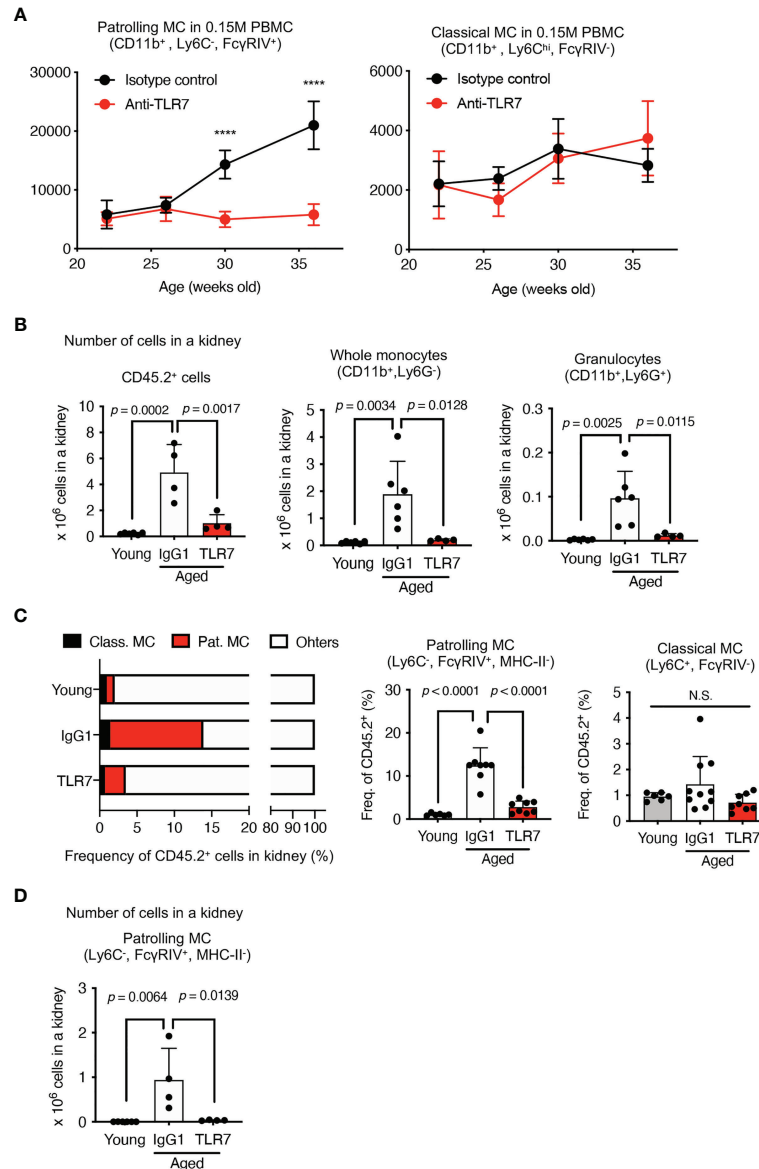 A
Patrolling MC in 0.15M PBMC
(CD11b⁺ , Ly6C⁻, FcγRIV⁺)
30000
20000
10000
0
20 25 30 35
Age (weeks old)
Isotype control
Anti-TLR7
**** ****
Classical MC in 0.15M PBMC
(CD11b⁺, Ly6Cʰⁱ, FcγRIV⁻)
6000
4000
2000
0
20 25 30 35
Age (weeks old)
Isotype control
Anti-TLR7
B
Number of cells in a kidney
CD45.2⁺ cells
p = 0.0002 p = 0.0017
x 10⁶ cells in a kidney
10
8
6
4
2
0
Young IgG1 TLR7
Aged
Whole monocytes
(CD11b⁺,Ly6G⁻)
p = 0.0034 p = 0.0128
x 10⁶ cells in a kidney
5
4
3
2
1
0
Young IgG1 TLR7
Aged
Granulocytes
(CD11b⁺,Ly6G⁺)
p = 0.0025 p = 0.0115
x 10⁶ cells in a kidney
0.3
0.2
0.1
0.0
Young IgG1 TLR7
Aged
C
Class. MC Pat. MC Ohters
Young
IgG1
TLR7
0 5 10 15 20 80 90 100
Frequency of CD45.2⁺ cells in kidney (%)
Patrolling MC
(Ly6C⁻, FcγRIV⁺, MHC-II⁻)
p < 0.0001 p < 0.0001
Freq. of CD45.2⁺ (%)
30
20
10
0
Young IgG1 TLR7
Aged
Classical MC
(Ly6C⁺, FcγRIV⁻)
N.S.
Freq. of CD45.2⁺ (%)
5
4
3
2
1
0
Young IgG1 TLR7
Aged
D
Number of cells in a kidney
Patrolling MC
(Ly6C⁻, FcγRIV⁺, MHC-II⁻)
p = 0.0064 p = 0.0139
x 10⁶ cells in a kidney
3
2
1
0
Young IgG1 TLR7
Aged